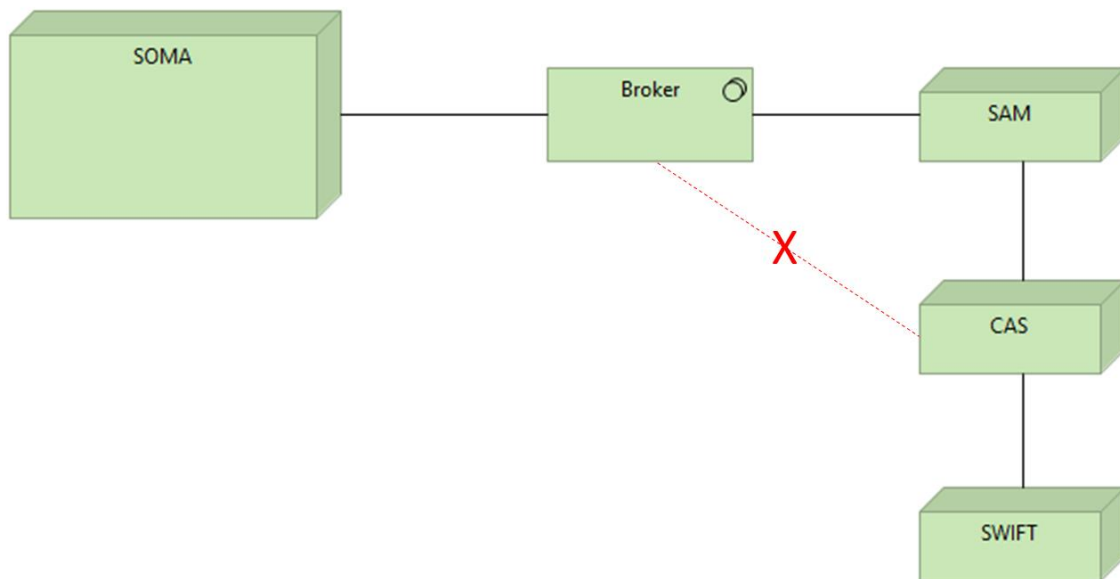 SOMA
Broker
SAM
X
CAS
SWIFT